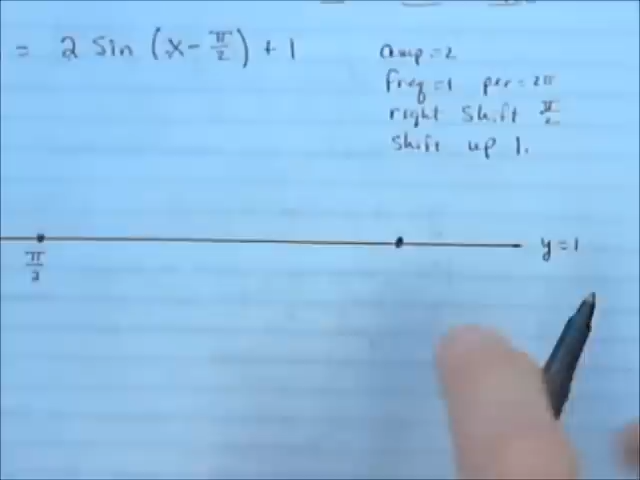 = 2 sin (x - π/2) + 1
amp = 2
freq = 1 per = 2π
right shift π/2
shift up 1.
y = 1
π/2